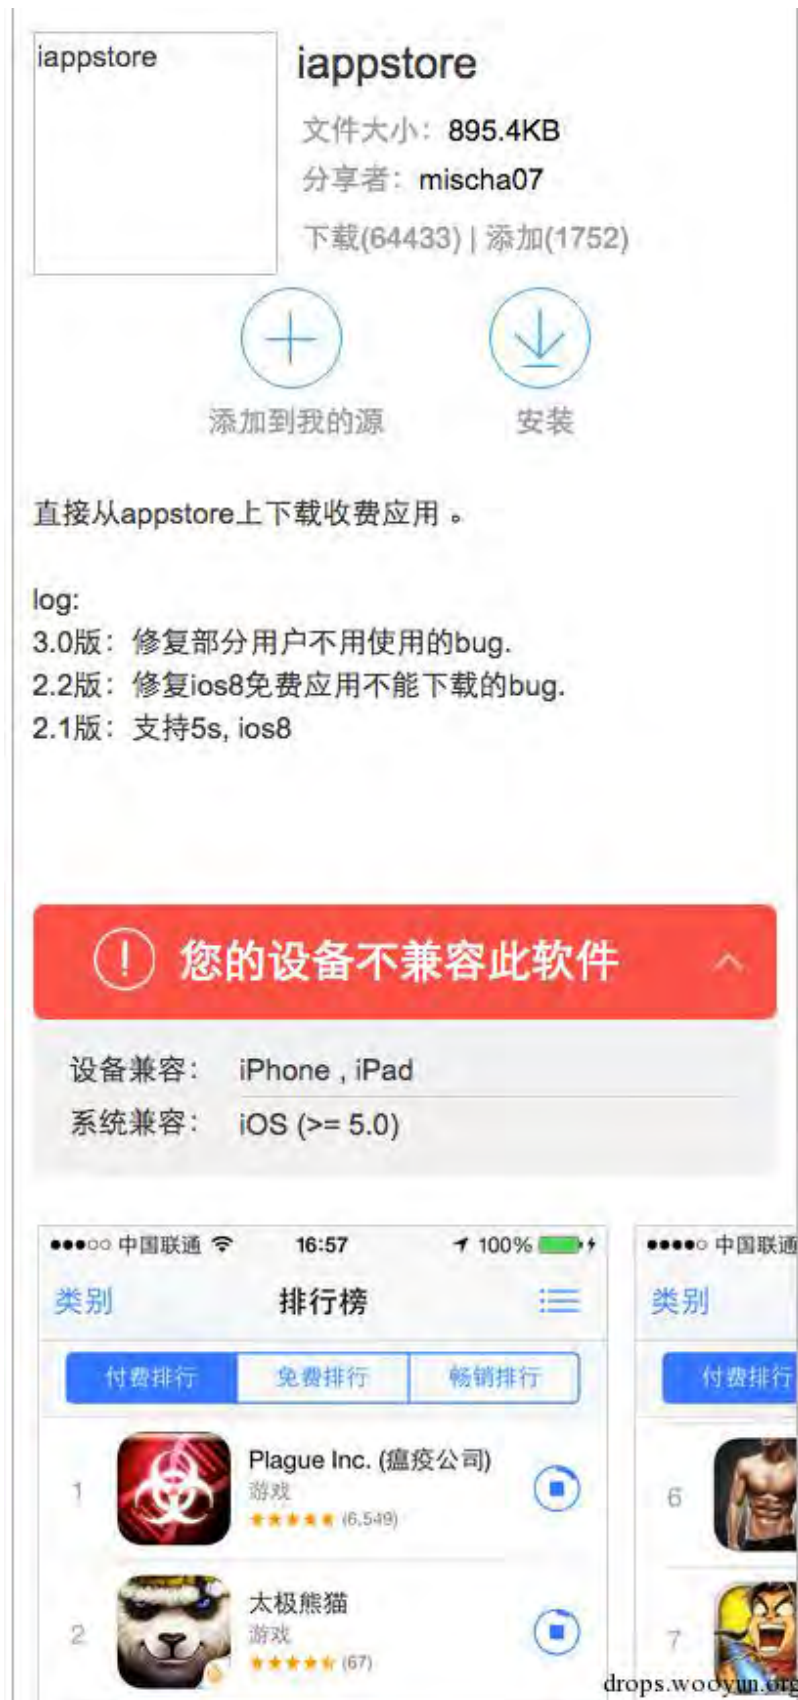 iappstore
iappstore
文件大小：895.4KB
分享者：mischa07
下载(64433) | 添加(1752)
添加到我的源
安装
直接从appstore上下载收费应用 。
log:
3.0版：修复部分用户不用使用的bug.
2.2版：修复ios8免费应用不能下载的bug.
2.1版：支持5s, ios8
您的设备不兼容此软件
设备兼容： iPhone , iPad
系统兼容： iOS (>= 5.0)
中国联通 16:57 100%
类别 排行榜
付费排行 免费排行 畅销排行
1 Plague Inc. (瘟疫公司)
游戏
(6,549)
2 太极熊猫
游戏
(67)
中国联通
类别
付费排行
6
7
drops.wooyun.org